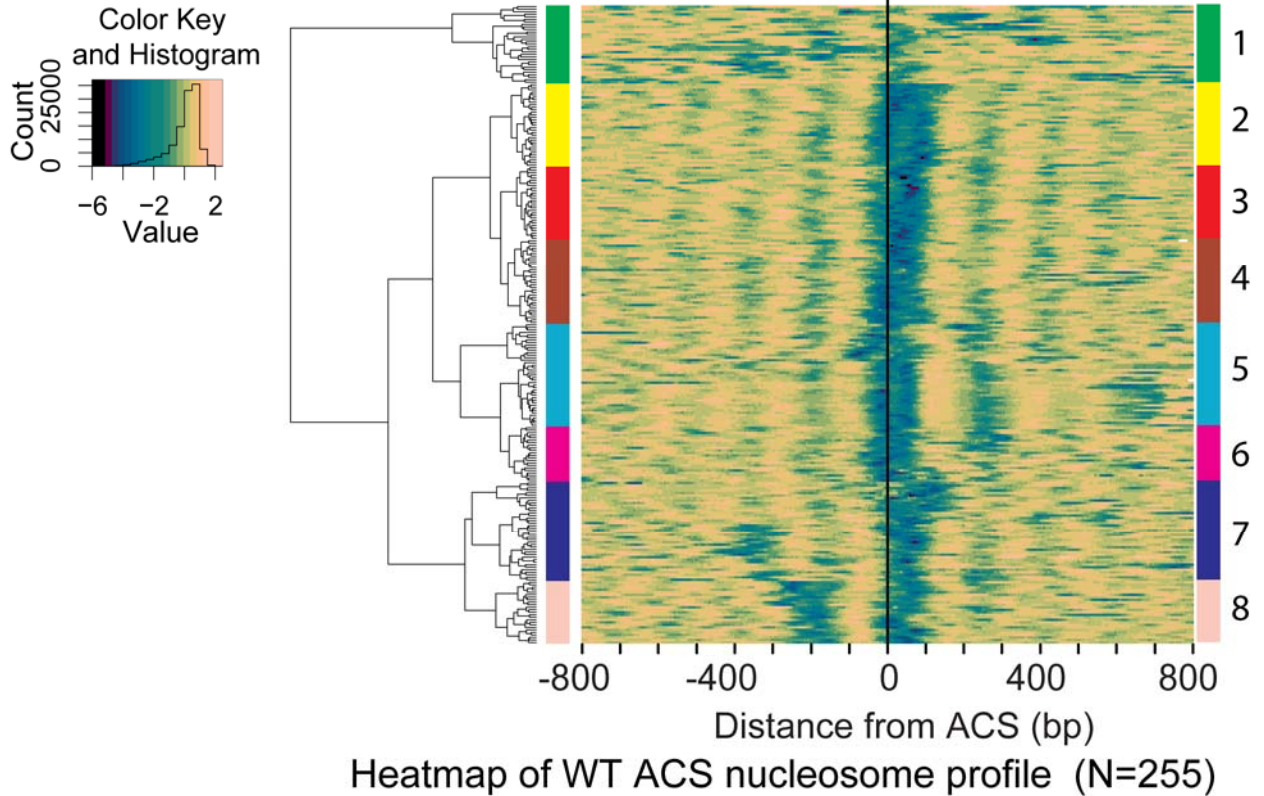 Color Key
and Histogram
Count
0 25000
−6 −2 2
Value
1
2
3
4
5
6
7
8
-800 -400 0 400 800
Distance from ACS (bp)
Heatmap of WT ACS nucleosome profile (N=255)